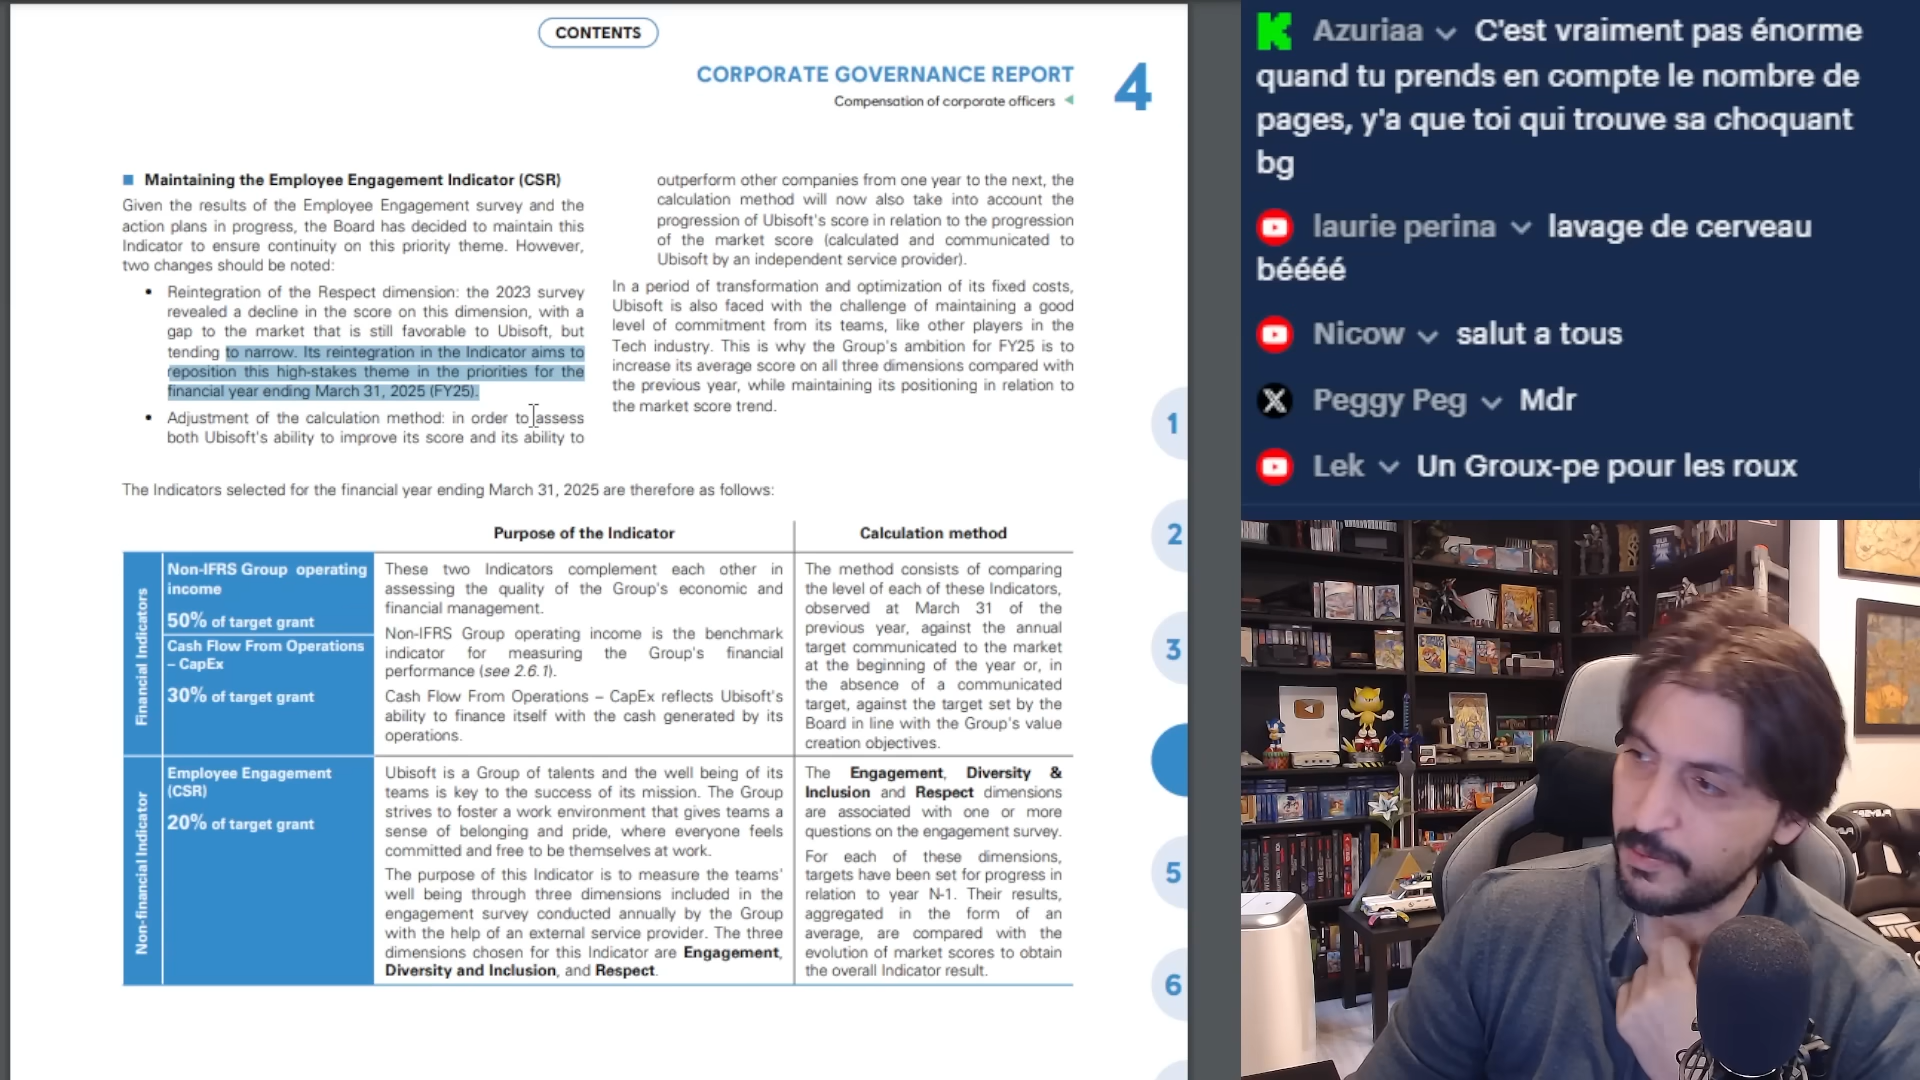 CONTENTS
CORPORATE GOVERNANCE REPORT
4
Compensation of corporate officers
Maintaining the Employee Engagement Indicator (CSR)
Given the results of the Employee Engagement survey and the
action plans in progress, the Board has decided to maintain this
Indicator to ensure continuity on this priority theme. However,
two changes should be noted:
• Reintegration of the Respect dimension: the 2023 survey
revealed a decline in the score on this dimension, with a
gap to the market that is still favorable to Ubisoft, but
tending to narrow. Its reintegration in the Indicator aims to
reposition this high-stakes theme in the priorities for the
financial year ending March 31, 2025 (FY25).
• Adjustment of the calculation method: in order to assess
both Ubisoft's ability to improve its score and its ability to
outperform other companies from one year to the next, the
calculation method will now also take into account the
progression of Ubisoft's score in relation to the progression
of the market score (calculated and communicated to
Ubisoft by an independent service provider).
In a period of transformation and optimization of its fixed costs,
Ubisoft is also faced with the challenge of maintaining a good
level of commitment from its teams, like other players in the
Tech industry. This is why the Group's ambition for FY25 is to
increase its average score on all three dimensions compared with
the previous year, while maintaining its positioning in relation to
the market score trend.
The Indicators selected for the financial year ending March 31, 2025 are therefore as follows:
Purpose of the Indicator
Calculation method
Financial Indicators
Non-IFRS Group operating
income
50% of target grant
Cash Flow From Operations
– CapEx
30% of target grant
These two Indicators complement each other in
assessing the quality of the Group's economic and
financial management.
Non-IFRS Group operating income is the benchmark
indicator for measuring the Group's financial
performance (see 2.6.1).
Cash Flow From Operations – CapEx reflects Ubisoft's
ability to finance itself with the cash generated by its
operations.
The method consists of comparing
the level of each of these Indicators,
observed at March 31 of the
previous year, against the annual
target communicated to the market
at the beginning of the year or, in
the absence of a communicated
target, against the target set by the
Board in line with the Group's value
creation objectives.
Non-financial Indicator
Employee Engagement
(CSR)
20% of target grant
Ubisoft is a Group of talents and the well being of its
teams is key to the success of its mission. The Group
strives to foster a work environment that gives teams a
sense of belonging and pride, where everyone feels
committed and free to be themselves at work.
The purpose of this Indicator is to measure the teams'
well being through three dimensions included in the
engagement survey conducted annually by the Group
with the help of an external service provider. The three
dimensions chosen for this Indicator are Engagement,
Diversity and Inclusion, and Respect.
The Engagement, Diversity &
Inclusion and Respect dimensions
are associated with one or more
questions on the engagement survey.
For each of these dimensions,
targets have been set for progress in
relation to year N-1. Their results,
aggregated in the form of an
average, are compared with the
evolution of market scores to obtain
the overall Indicator result.
1
2
3
5
6
Azuriaa C'est vraiment pas énorme
quand tu prends en compte le nombre de
pages, y'a que toi qui trouve sa choquant
bg
laurie perina lavage de cerveau
béééé
Nicow salut a tous
Peggy Peg Mdr
Lek Un Groux-pe pour les roux